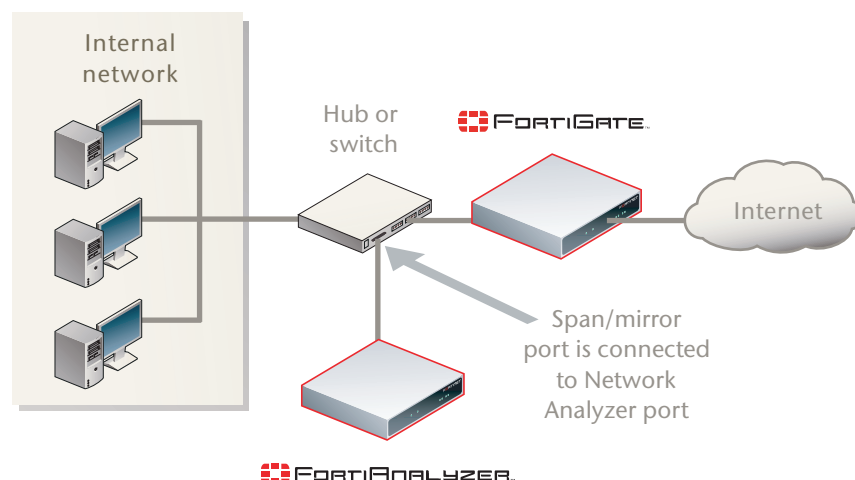 Internal
network
Hub or
switch
FORTIGATE
Internet
Span/mirror
port is connected
to Network
Analyzer port
FORTIANALYZER